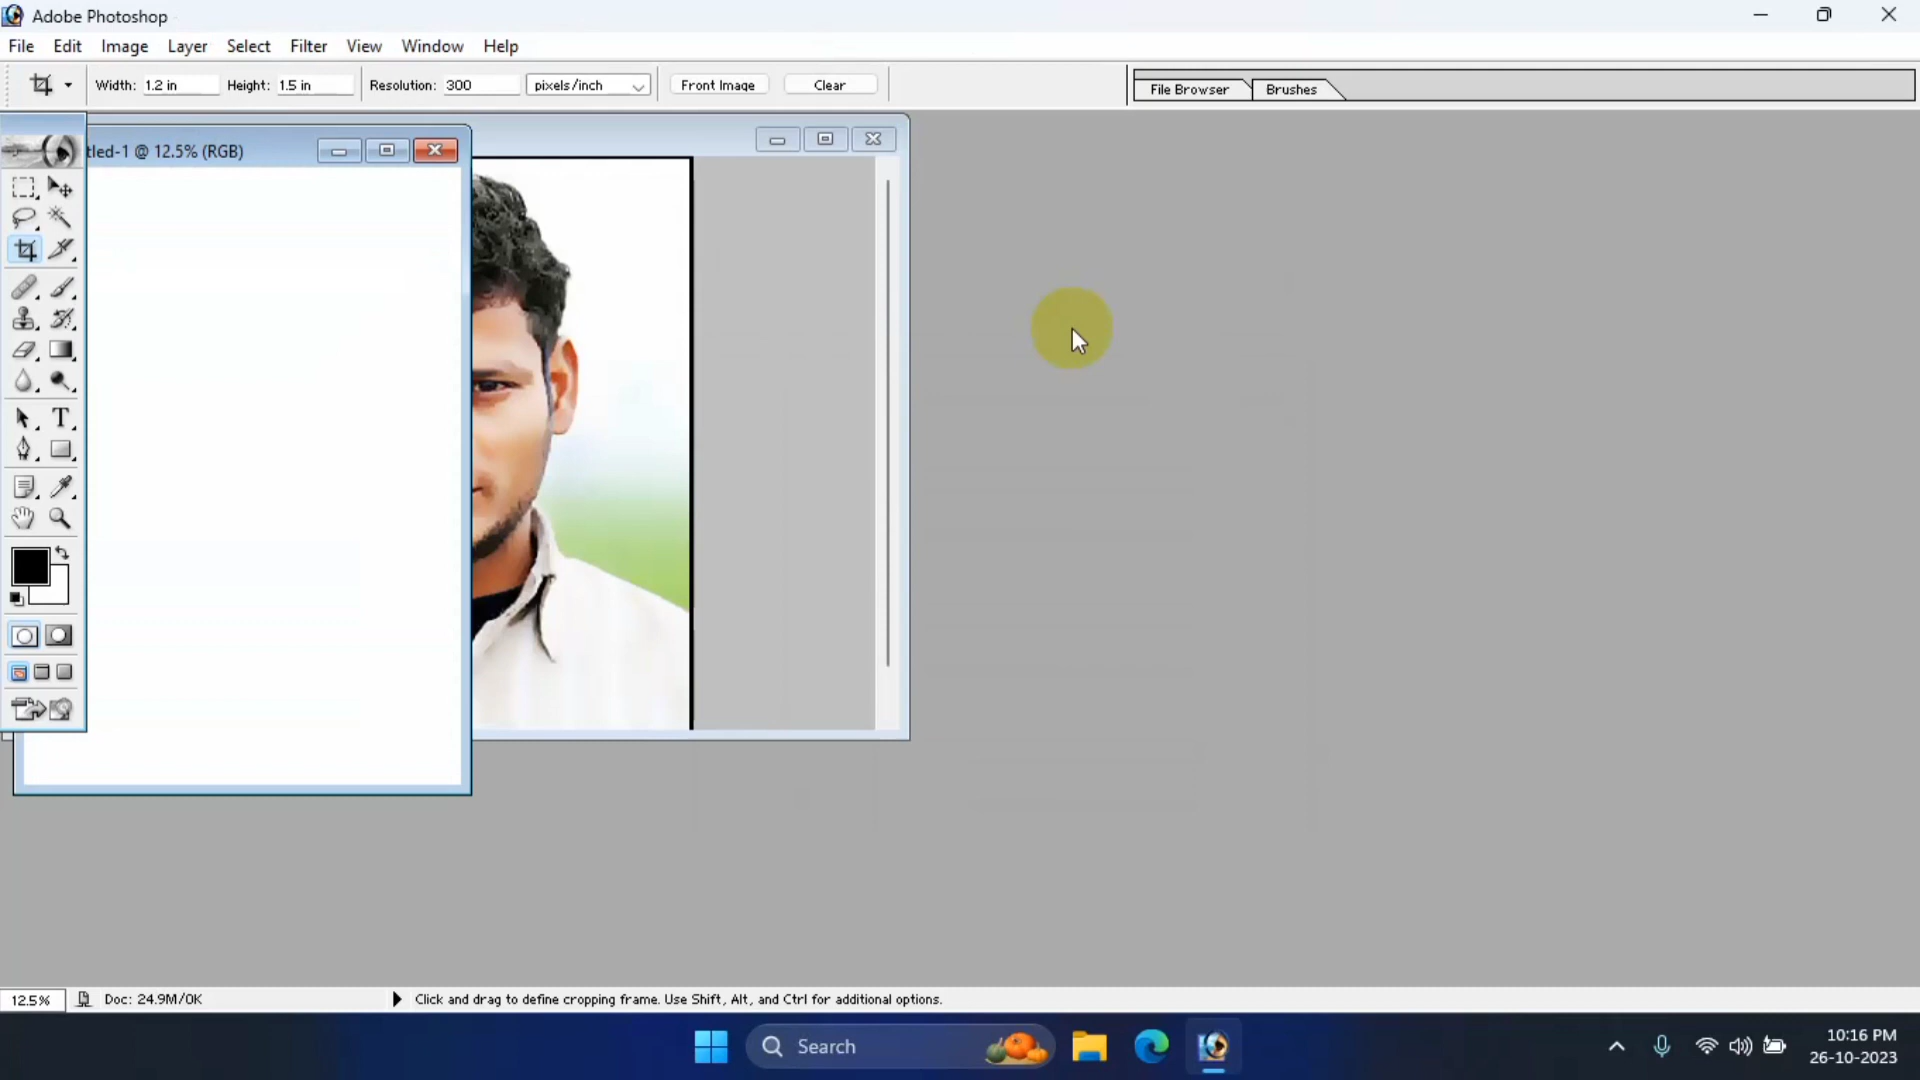 Adobe Photoshop
File Edit Image Layer Select Filter View Window Help
Width: 1.2 in Height: 1.5 in Resolution: 300 pixels/inch Front Image Clear File Browser Brushes
tled-1 @ 12.5% (RGB)
T
12.5% Doc: 24.9M/0K Click and drag to define cropping frame. Use Shift, Alt, and Ctrl for additional options.
Search
10:16 PM
26-10-2023